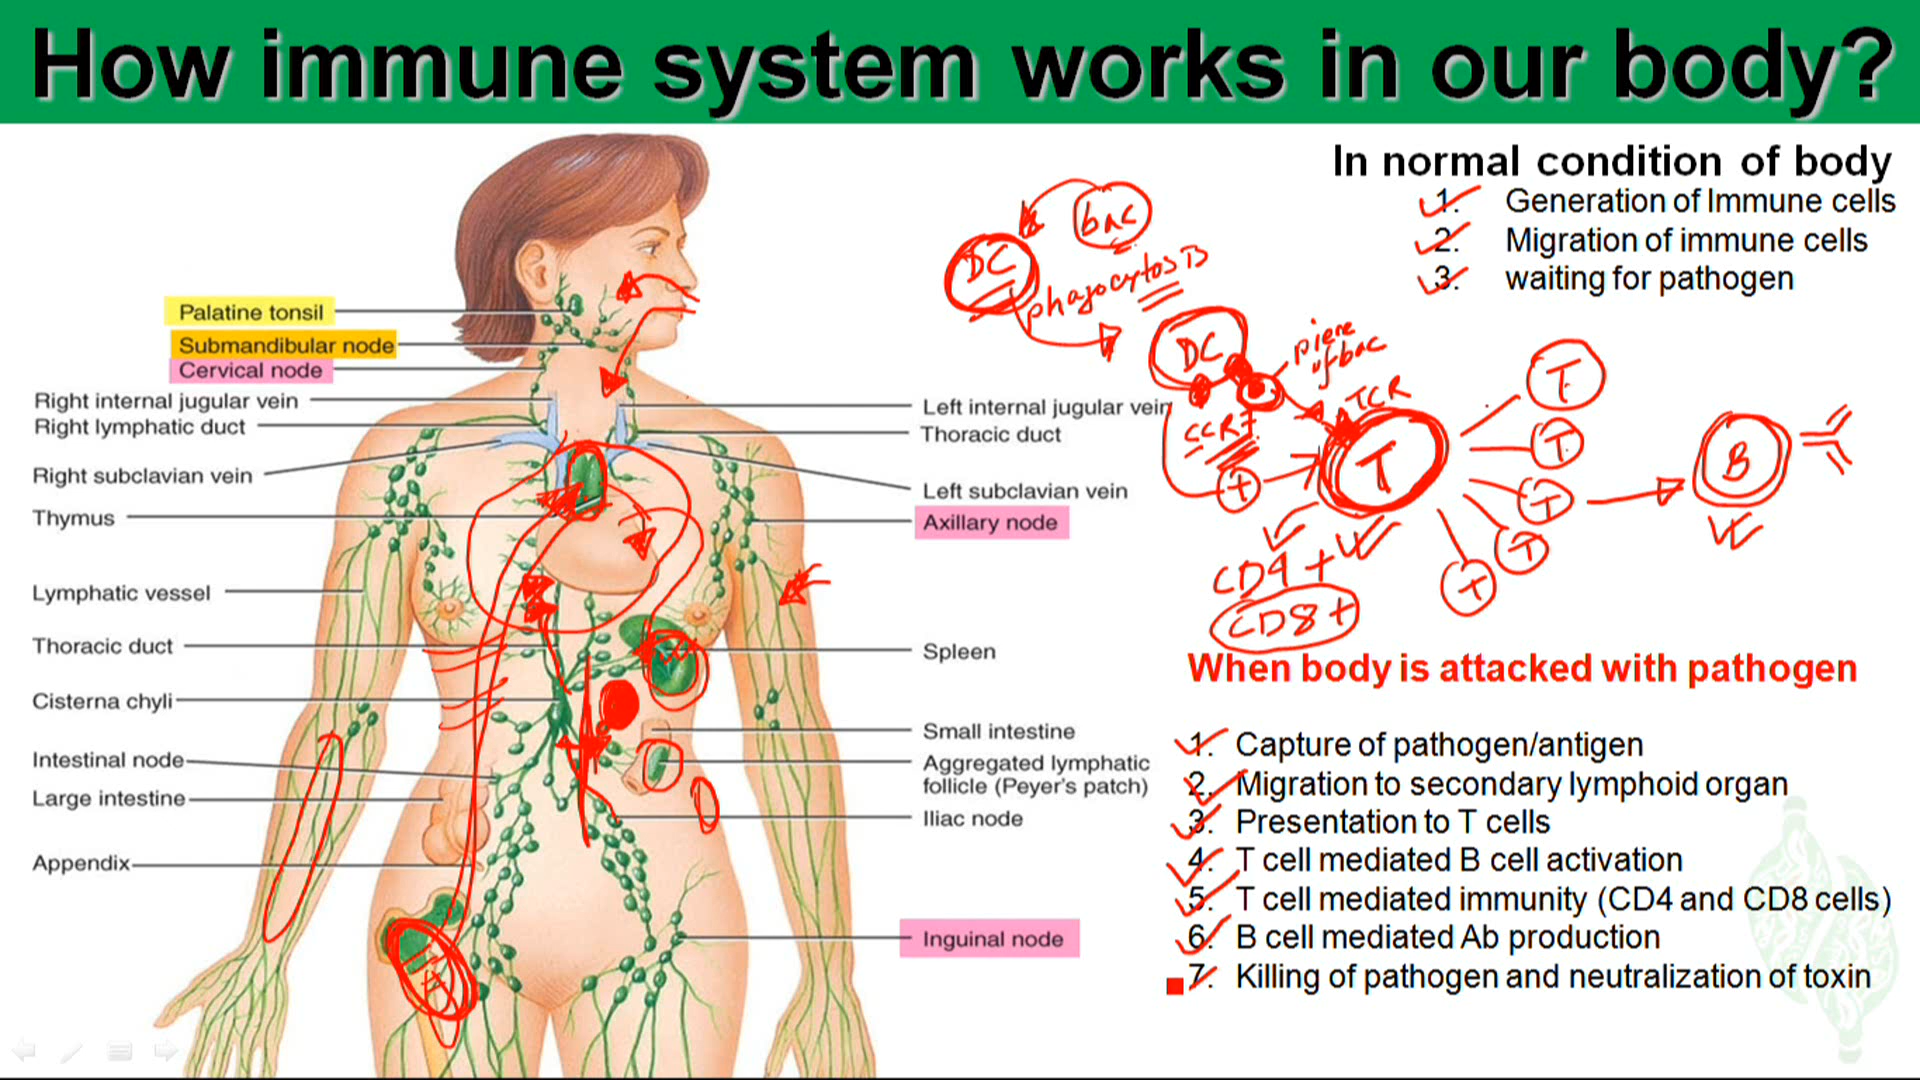 How immune system works in our body?
In normal condition of body
1. Generation of Immune cells
2. Migration of immune cells
3. waiting for pathogen
bac
DC
phagocytosis
DC
piece
of bac
TCR
CCR7
T
T
T
T
T
T
T
B
CD4+
CD8+
Palatine tonsil
Submandibular node
Cervical node
Right internal jugular vein
Right lymphatic duct
Right subclavian vein
Thymus
Lymphatic vessel
Thoracic duct
Cisterna chyli
Intestinal node
Large intestine
Appendix
Left internal jugular vein
Thoracic duct
Left subclavian vein
Axillary node
Spleen
Small intestine
Aggregated lymphatic
follicle (Peyer's patch)
Iliac node
Inguinal node
When body is attacked with pathogen
1. Capture of pathogen/antigen
2. Migration to secondary lymphoid organ
3. Presentation to T cells
4. T cell mediated B cell activation
5. T cell mediated immunity (CD4 and CD8 cells)
6. B cell mediated Ab production
7. Killing of pathogen and neutralization of toxin